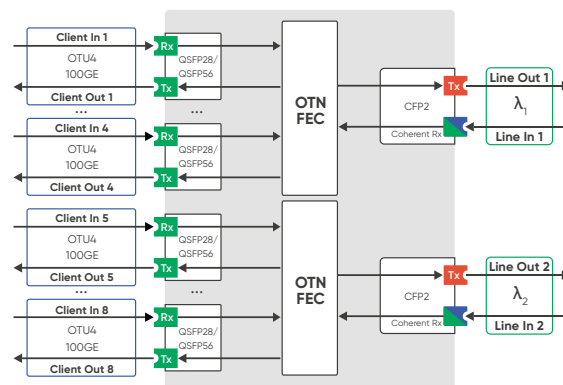 Client In 1
OTU4
100GE
Client Out 1
...
Client In 4
OTU4
100GE
Client Out 4
Client In 5
OTU4
100GE
Client Out 5
...
Client In 8
OTU4
100GE
Client Out 8
Rx
QSFP28/
QSFP56
Tx
...
Rx
QSFP28/
QSFP56
Tx
Rx
QSFP28/
QSFP56
Tx
...
Rx
QSFP28/
QSFP56
Tx
OTN
FEC
OTN
FEC
Tx
CFP2
Coherent Rx
Line Out 1
λ1
Line In 1
Tx
CFP2
Coherent Rx
Line Out 2
λ2
Line In 2